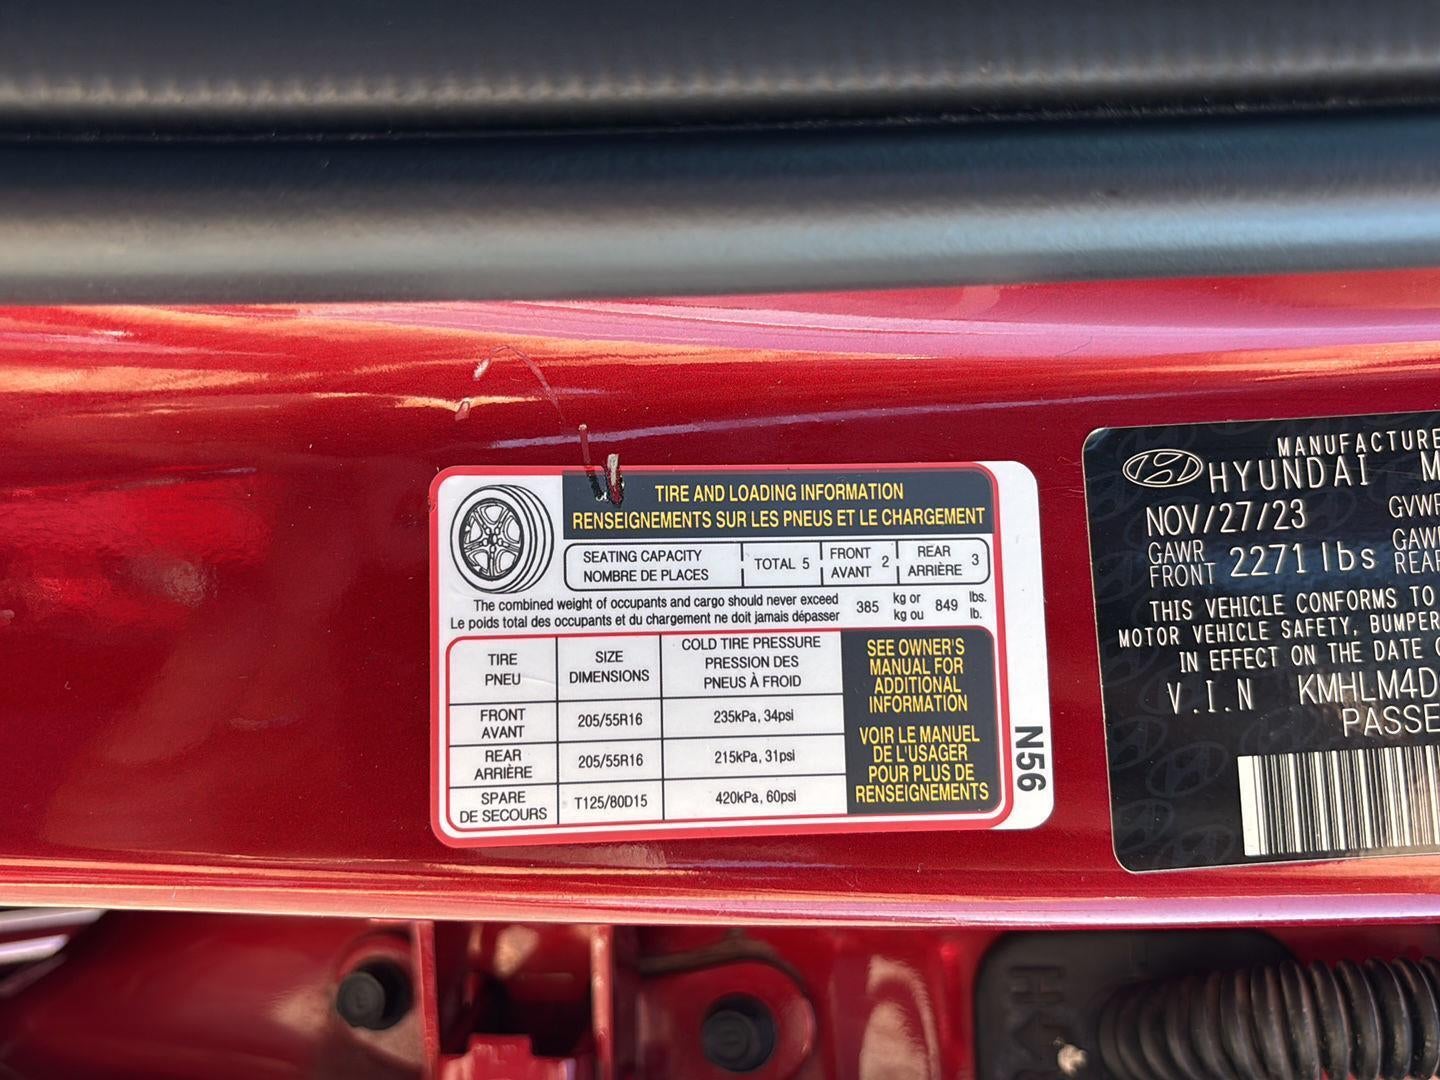 TIRE AND LOADING INFORMATION
RENSEIGNEMENTS SUR LES PNEUS ET LE CHARGEMENT
SEATING CAPACITY
NOMBRE DE PLACES
TOTAL 5
FRONT
AVANT 2
REAR
ARRIÈRE 3
The combined weight of occupants and cargo should never exceed 385 kg or 849 lbs.
Le poids total des occupants et du chargement ne doit jamais dépasser kg ou lb.
TIRE
PNEU
SIZE
DIMENSIONS
COLD TIRE PRESSURE
PRESSION DES
PNEUS À FROID
FRONT
AVANT
205/55R16
235kPa, 34psi
REAR
ARRIÈRE
205/55R16
215kPa, 31psi
SPARE
DE SECOURS
T125/80D15
420kPa, 60psi
SEE OWNER'S
MANUAL FOR
ADDITIONAL
INFORMATION
VOIR LE MANUEL
DE L'USAGER
POUR PLUS DE
RENSEIGNEMENTS
N56
MANUFACTURE
HYUNDAI M
NOV/27/23 GVWR
GAWR
FRONT 2271lbs
GAW
REAR
THIS VEHICLE CONFORMS TO
MOTOR VEHICLE SAFETY, BUMPER
IN EFFECT ON THE DATE
V.I.N KMHLM4D
PASSE